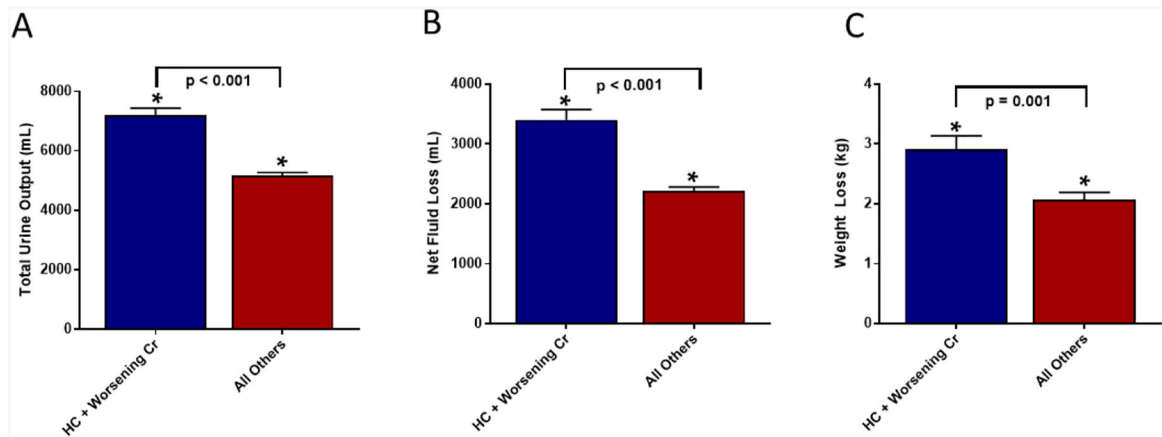 A
p < 0.001
8000
6000
4000
2000
0
Total Urine Output (mL)
*
*
HC + Worsening Cr
All Others
B
p < 0.001
4000
3000
2000
1000
0
Net Fluid Loss (mL)
*
*
HC + Worsening Cr
All Others
C
p = 0.001
4
3
2
1
0
Weight Loss (kg)
*
*
HC + Worsening Cr
All Others